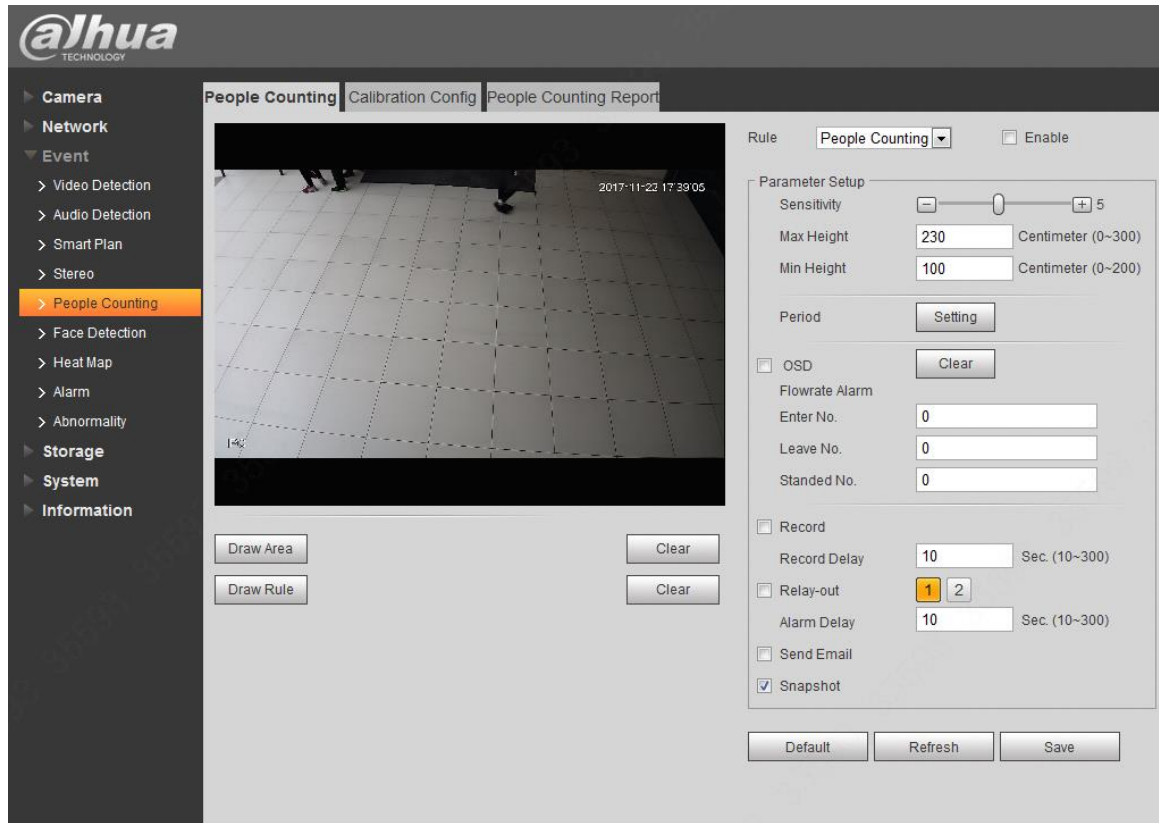 alhua
TECHNOLOGY
Camera
Network
Event
Video Detection
Audio Detection
Smart Plan
Stereo
People Counting
Face Detection
Heat Map
Alarm
Abnormality
Storage
System
Information
People Counting Calibration Config People Counting Report
2017-11-22 17:39:05
Draw Area Clear
Draw Rule Clear
Rule People Counting Enable
Parameter Setup
Sensitivity 5
Max Height 230 Centimeter (0~300)
Min Height 100 Centimeter (0~200)
Period Setting
OSD Clear
Flowrate Alarm
Enter No. 0
Leave No. 0
Standed No. 0
Record
Record Delay 10 Sec. (10~300)
Relay-out 1 2
Alarm Delay 10 Sec. (10~300)
Send Email
Snapshot
Default Refresh Save